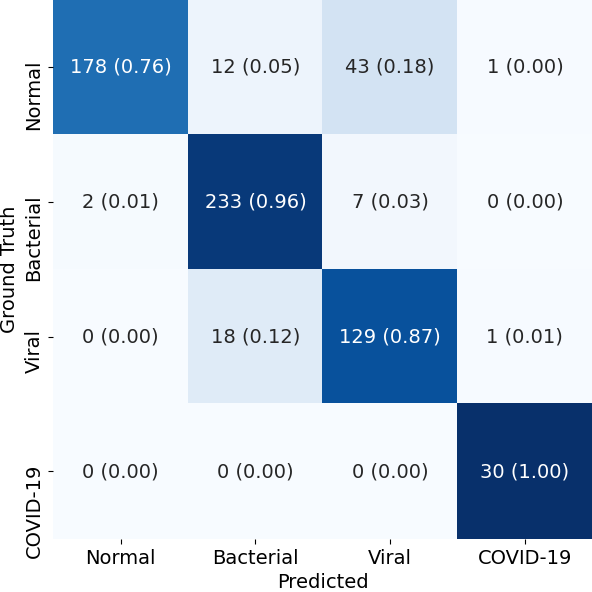 Ground Truth
Normal
178 (0.76)
12 (0.05)
43 (0.18)
1 (0.00)
Bacterial
2 (0.01)
233 (0.96)
7 (0.03)
0 (0.00)
Viral
0 (0.00)
18 (0.12)
129 (0.87)
1 (0.01)
COVID-19
0 (0.00)
0 (0.00)
0 (0.00)
30 (1.00)
Normal
Bacterial
Viral
COVID-19
Predicted